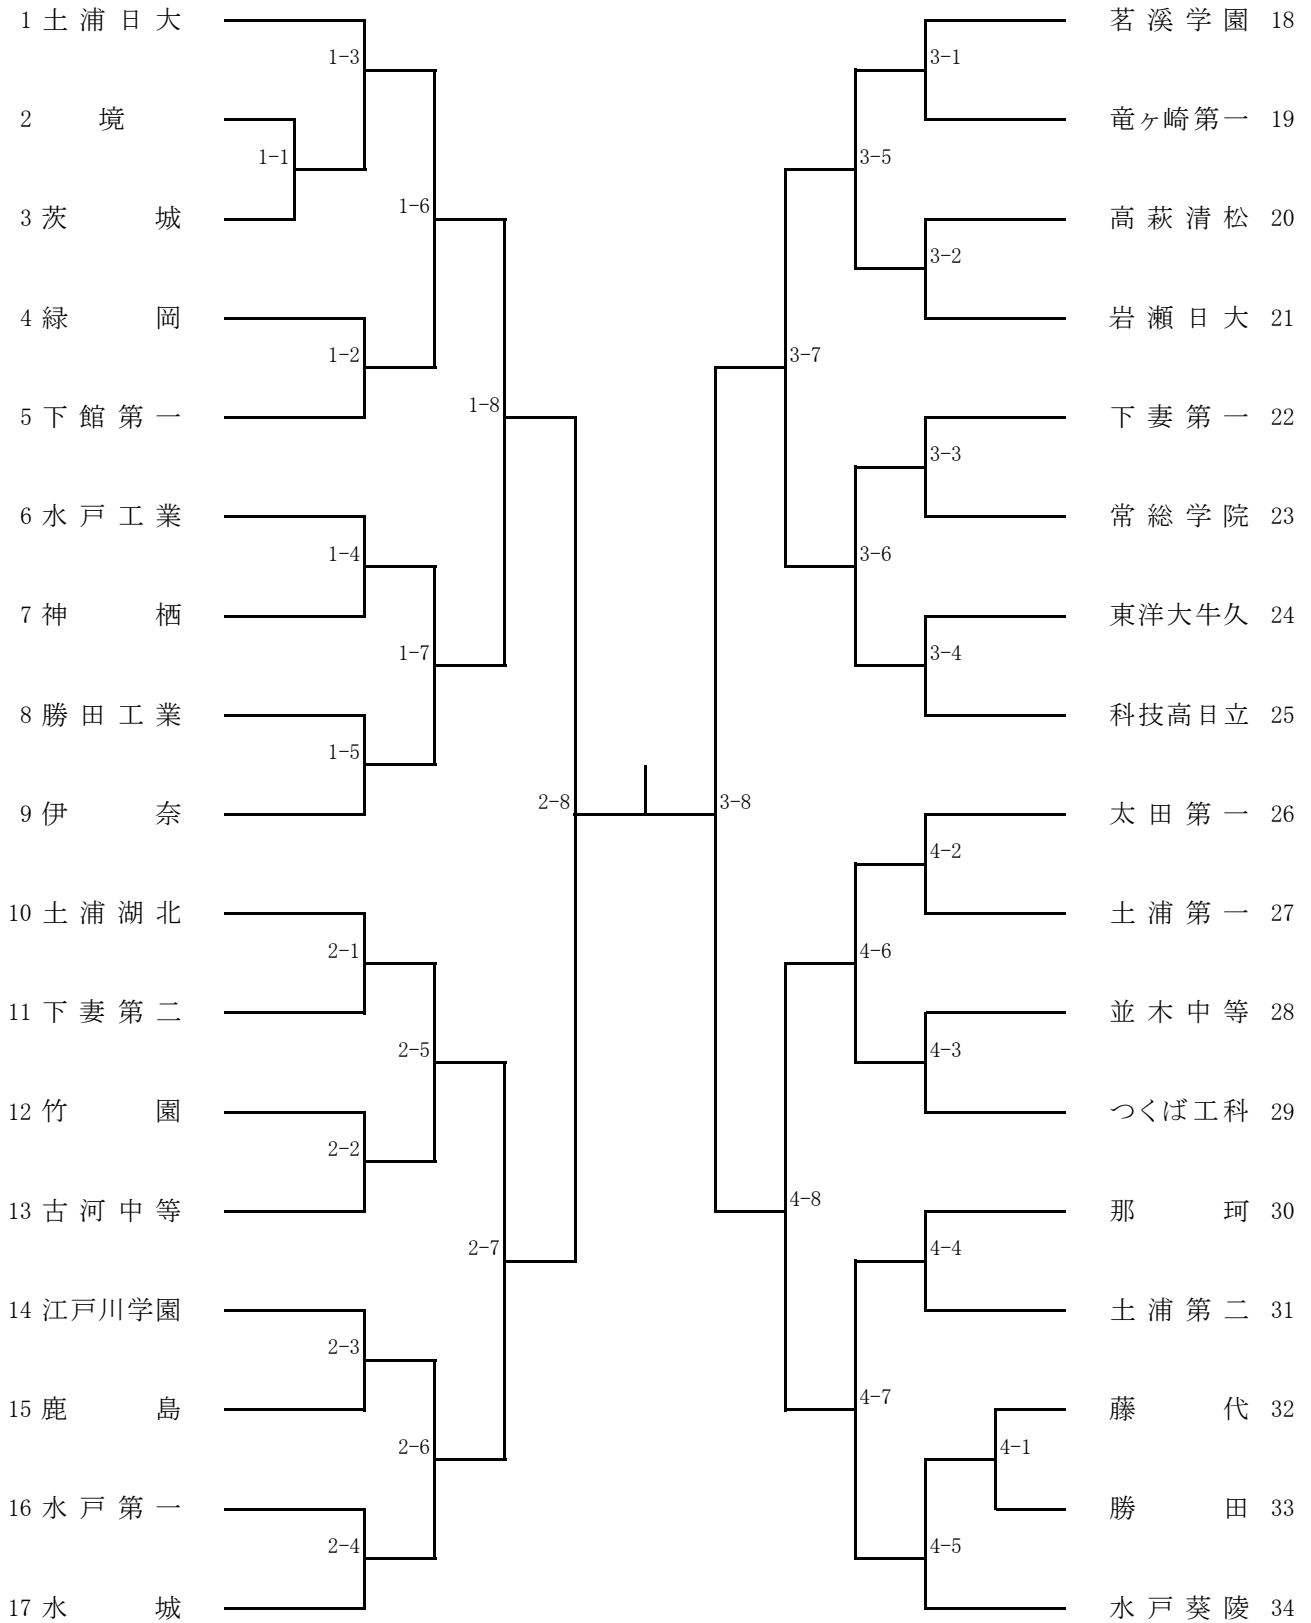 1 土浦日大
1-3
2 境
1-1
3 茨城
1-6
4 緑岡
1-2
5 下館第一
1-8
6 水戸工業
1-4
7 神栖
1-7
8 勝田工業
1-5
9 伊奈
2-8
10 土浦湖北
2-1
11 下妻第二
2-5
12 竹園
2-2
13 古河中等
2-7
14 江戸川学園
2-3
15 鹿島
2-6
16 水戸第一
2-4
17 水城
茗溪学園 18
3-1
竜ヶ崎第一 19
3-5
高萩清松 20
3-2
岩瀬日大 21
3-7
下妻第一 22
3-3
常総学院 23
3-6
東洋大牛久 24
3-4
科技高日立 25
3-8
太田第一 26
4-2
土浦第一 27
4-6
並木中等 28
4-3
つくば工科 29
4-8
那珂 30
4-4
土浦第二 31
4-7
藤代 32
4-1
勝田 33
4-5
水戸葵陵 34